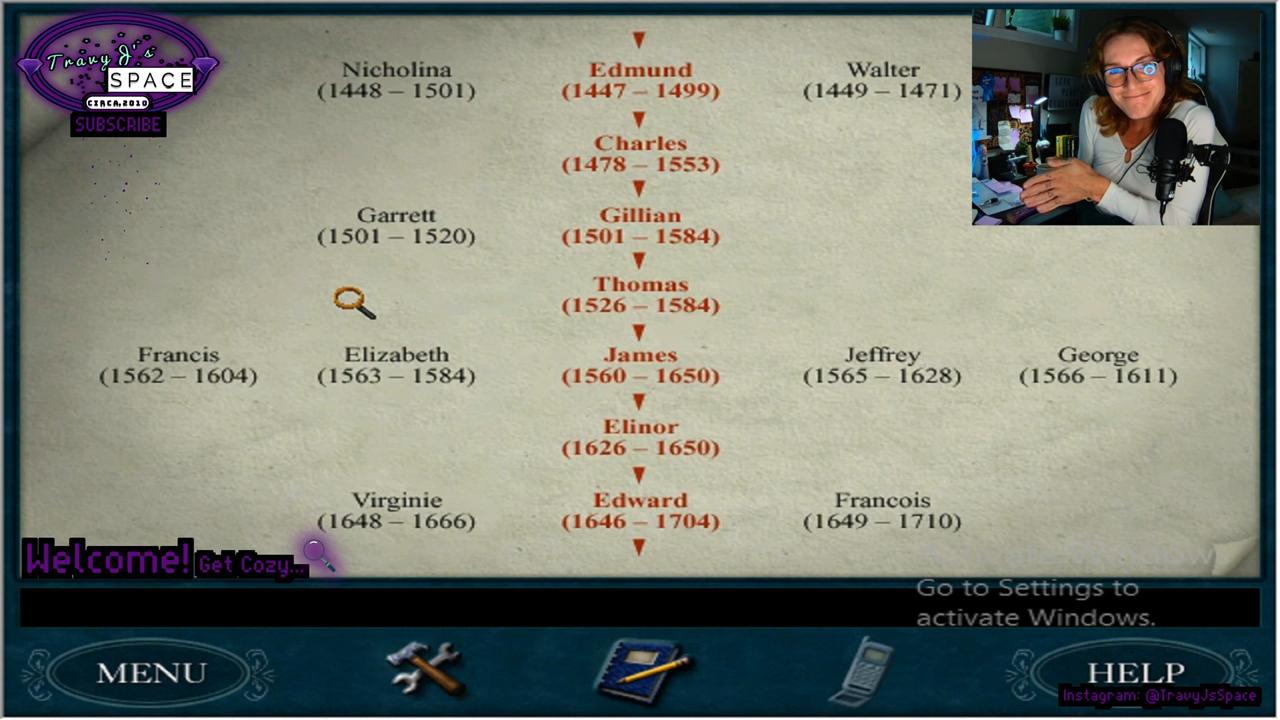 Travy J's
SPACE
CIRCA.2010
SUBSCRIBE
Nicholina
(1448 – 1501)
Edmund
(1447 – 1499)
Walter
(1449 – 1471)
Charles
(1478 – 1553)
Garrett
(1501 – 1520)
Gillian
(1501 – 1584)
Thomas
(1526 – 1584)
Francis
(1562 – 1604)
Elizabeth
(1563 – 1584)
James
(1560 – 1650)
Jeffrey
(1565 – 1628)
George
(1566 – 1611)
Elinor
(1626 – 1650)
Virginie
(1648 – 1666)
Edward
(1646 – 1704)
Francois
(1649 – 1710)
Welcome! Get Cozy...
Go to Settings to
activate Windows.
MENU
HELP
Instagram: @TravyJsSpace